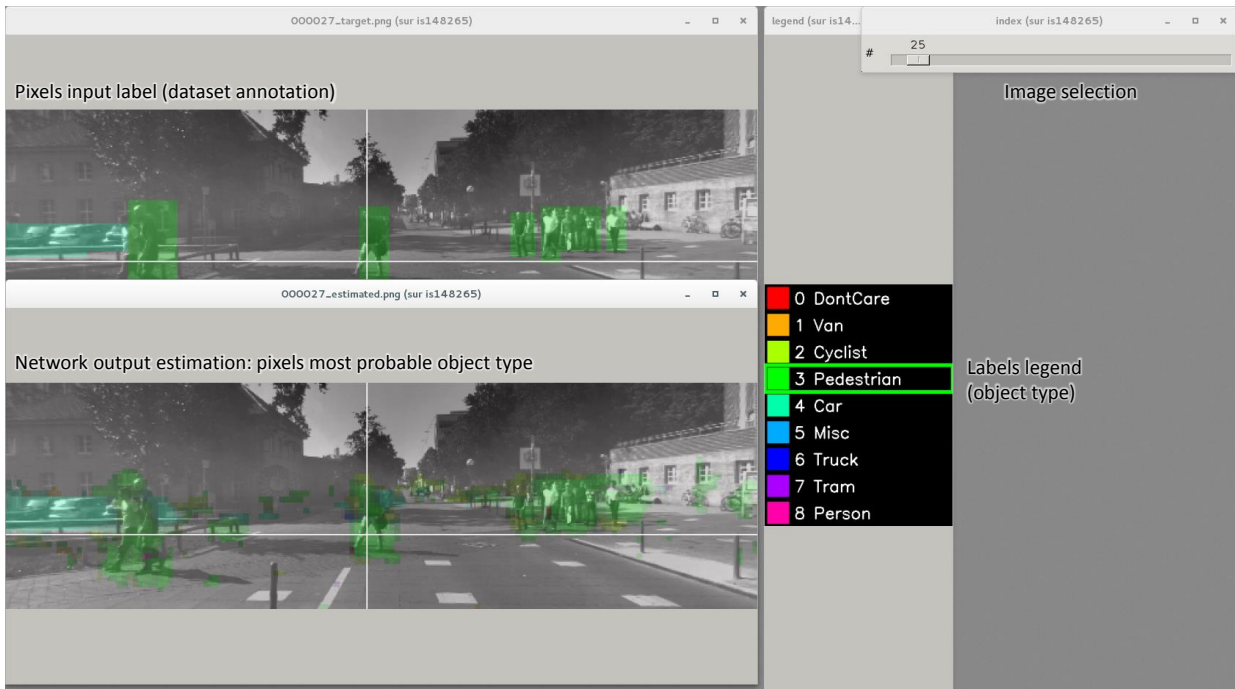 000027_target.png (sur is148265)
legend (sur is14...
index (sur is148265)
#
25
Pixels input label (dataset annotation)
Image selection
000027_estimated.png (sur is148265)
Network output estimation: pixels most probable object type
0 DontCare
1 Van
2 Cyclist
3 Pedestrian
4 Car
5 Misc
6 Truck
7 Tram
8 Person
Labels legend
(object type)